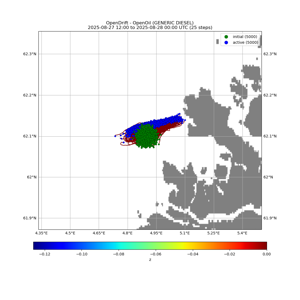 OpenDrift - OpenOil (GENERIC DIESEL)
2025-08-27 12:00 to 2025-08-28 00:00 UTC (25 steps)
initial (5000)
active (5000)
62.3°N 62.3°N
62.2°N 62.2°N
62.1°N 62.1°N
62°N 62°N
61.9°N 61.9°N
4.35°E 4.5°E 4.65°E 4.8°E 4.95°E 5.1°E 5.25°E 5.4°E
−0.12 −0.10 −0.08 −0.06 −0.04 −0.02 0.00
z